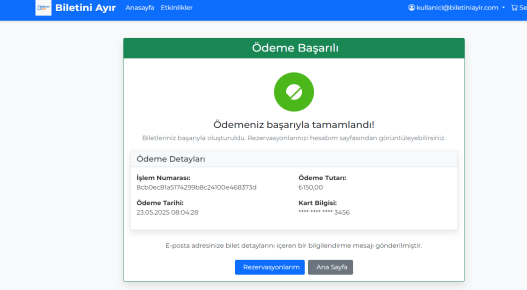 Biletini Ayır Anasayfa Etkinlikler kullanici@biletiniayir.com
Ödeme Başarılı
Ödemeniz başarıyla tamamlandı!
Biletleriniz başarıyla oluşturuldu. Rezervasyonlarınızı hesabım sayfasından görüntüleyebilirsiniz.
Ödeme Detayları
İşlem Numarası: Ödeme Tutarı:
8cb0ec81a5174299b8c24100e468373d ₺150,00
Ödeme Tarihi: Kart Bilgisi:
23.05.2025 08:04:28 **** **** **** 3456
E-posta adresinize bilet detaylarını içeren bir bilgilendirme mesajı gönderilmiştir.
Rezervasyonlarım Ana Sayfa